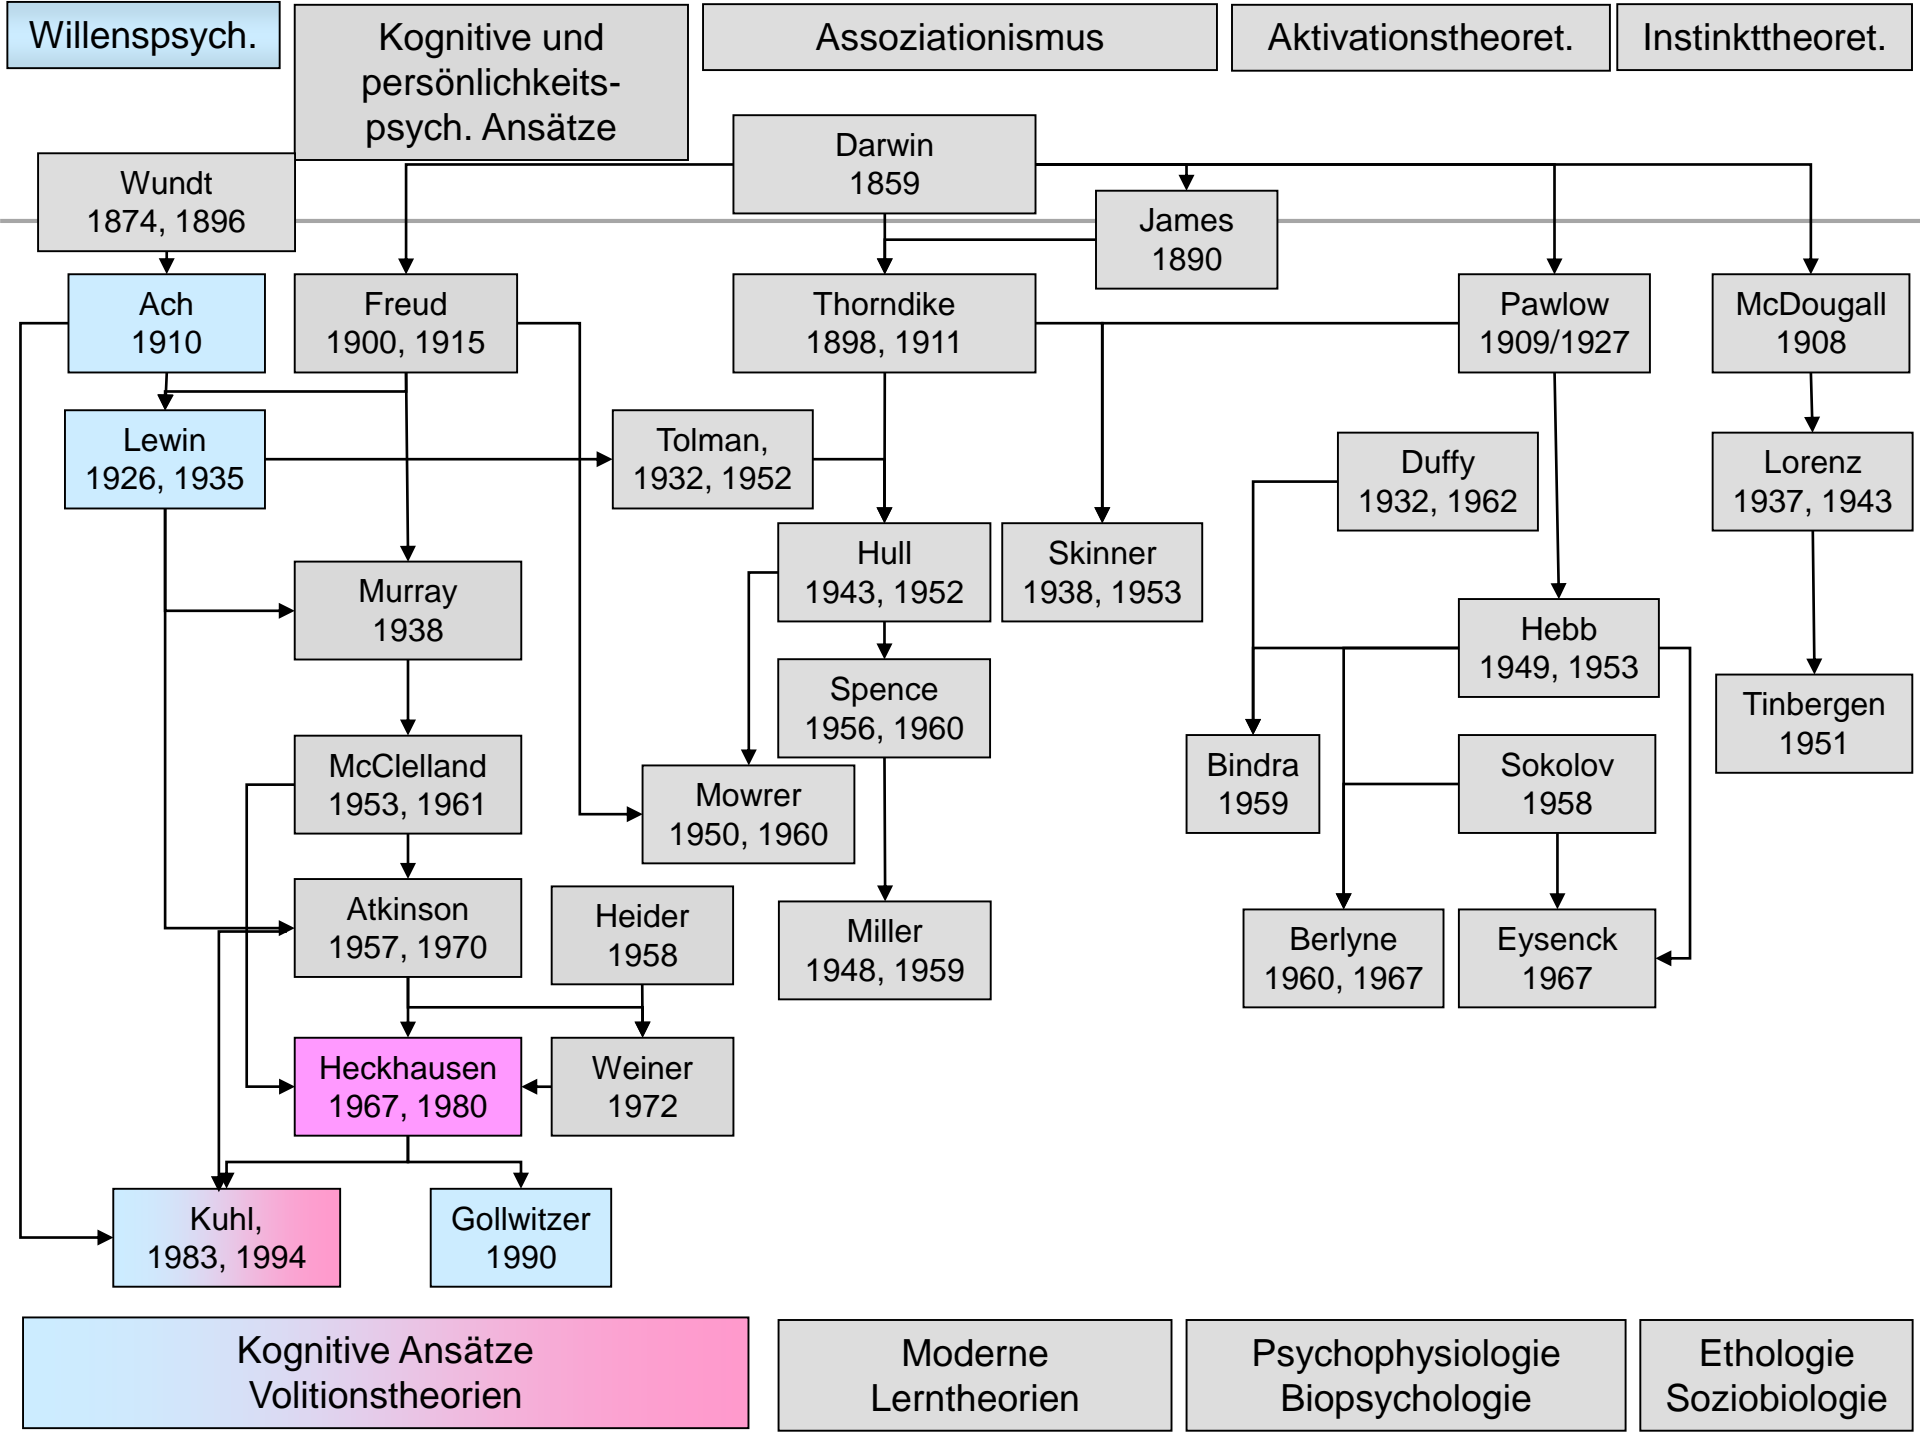 Willenspsych.
Kognitive und
persönlichkeits-
psych. Ansätze
Assoziationismus
Aktivationstheoret.
Instinkttheoret.
Darwin
1859
Wundt
1874, 1896
James
1890
Ach
1910
Freud
1900, 1915
Thorndike
1898, 1911
Pawlow
1909/1927
McDougall
1908
Lewin
1926, 1935
Tolman,
1932, 1952
Duffy
1932, 1962
Lorenz
1937, 1943
Hull
1943, 1952
Skinner
1938, 1953
Murray
1938
Hebb
1949, 1953
Spence
1956, 1960
Tinbergen
1951
McClelland
1953, 1961
Mowrer
1950, 1960
Bindra
1959
Sokolov
1958
Atkinson
1957, 1970
Heider
1958
Miller
1948, 1959
Berlyne
1960, 1967
Eysenck
1967
Heckhausen
1967, 1980
Weiner
1972
Kuhl,
1983, 1994
Gollwitzer
1990
Kognitive Ansätze
Volitionstheorien
Moderne
Lerntheorien
Psychophysiologie
Biopsychologie
Ethologie
Soziobiologie